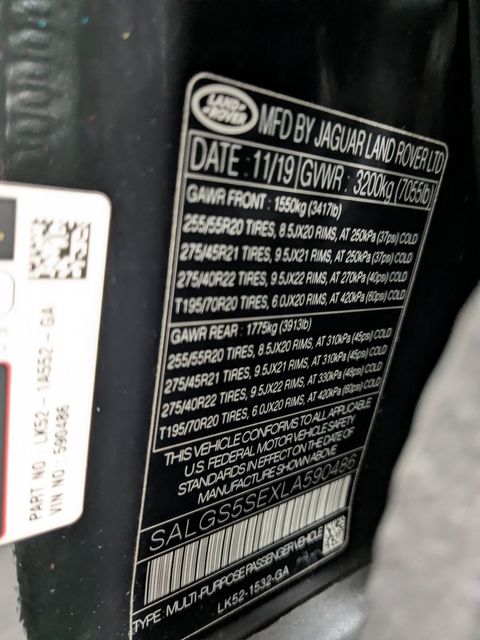 LAND
ROVER
MFD BY JAGUAR LAND ROVER LTD
DATE : 11/19 GVWR : 3200kg (7055lb)
GAWR FRONT : 1550kg (3417lb)
255/55R20 TIRES, 8.5JX20 RIMS, AT 250kPa (37psi) COLD
275/45R21 TIRES, 9.5JX21 RIMS, AT 250kPa (37psi) COLD
275/40R22 TIRES, 9.5JX22 RIMS, AT 270kPa (40psi) COLD
T195/70R20 TIRES, 6.0JX20 RIMS, AT 420kPa (60psi) COLD
GAWR REAR : 1775kg (3913lb)
255/55R20 TIRES, 8.5JX20 RIMS, AT 310kPa (45psi) COLD
275/45R21 TIRES, 9.5JX21 RIMS, AT 310kPa (45psi) COLD
275/40R22 TIRES, 9.5JX22 RIMS, AT 330kPa (48psi) COLD
T195/70R20 TIRES, 6.0JX20 RIMS, AT 420kPa (60psi) COLD
THIS VEHICLE CONFORMS TO ALL APPLICABLE
U.S. FEDERAL MOTOR VEHICLE SAFETY
STANDARDS IN EFFECT ON THE DATE OF
MANUFACTURE SHOWN ABOVE
SALGS5SEXLA590486
TYPE : MULTI-PURPOSE PASSENGER VEHICLE
LK52-1532-GA
PART NO : LK52 - 1A552 - GA
VIN NO : 590486